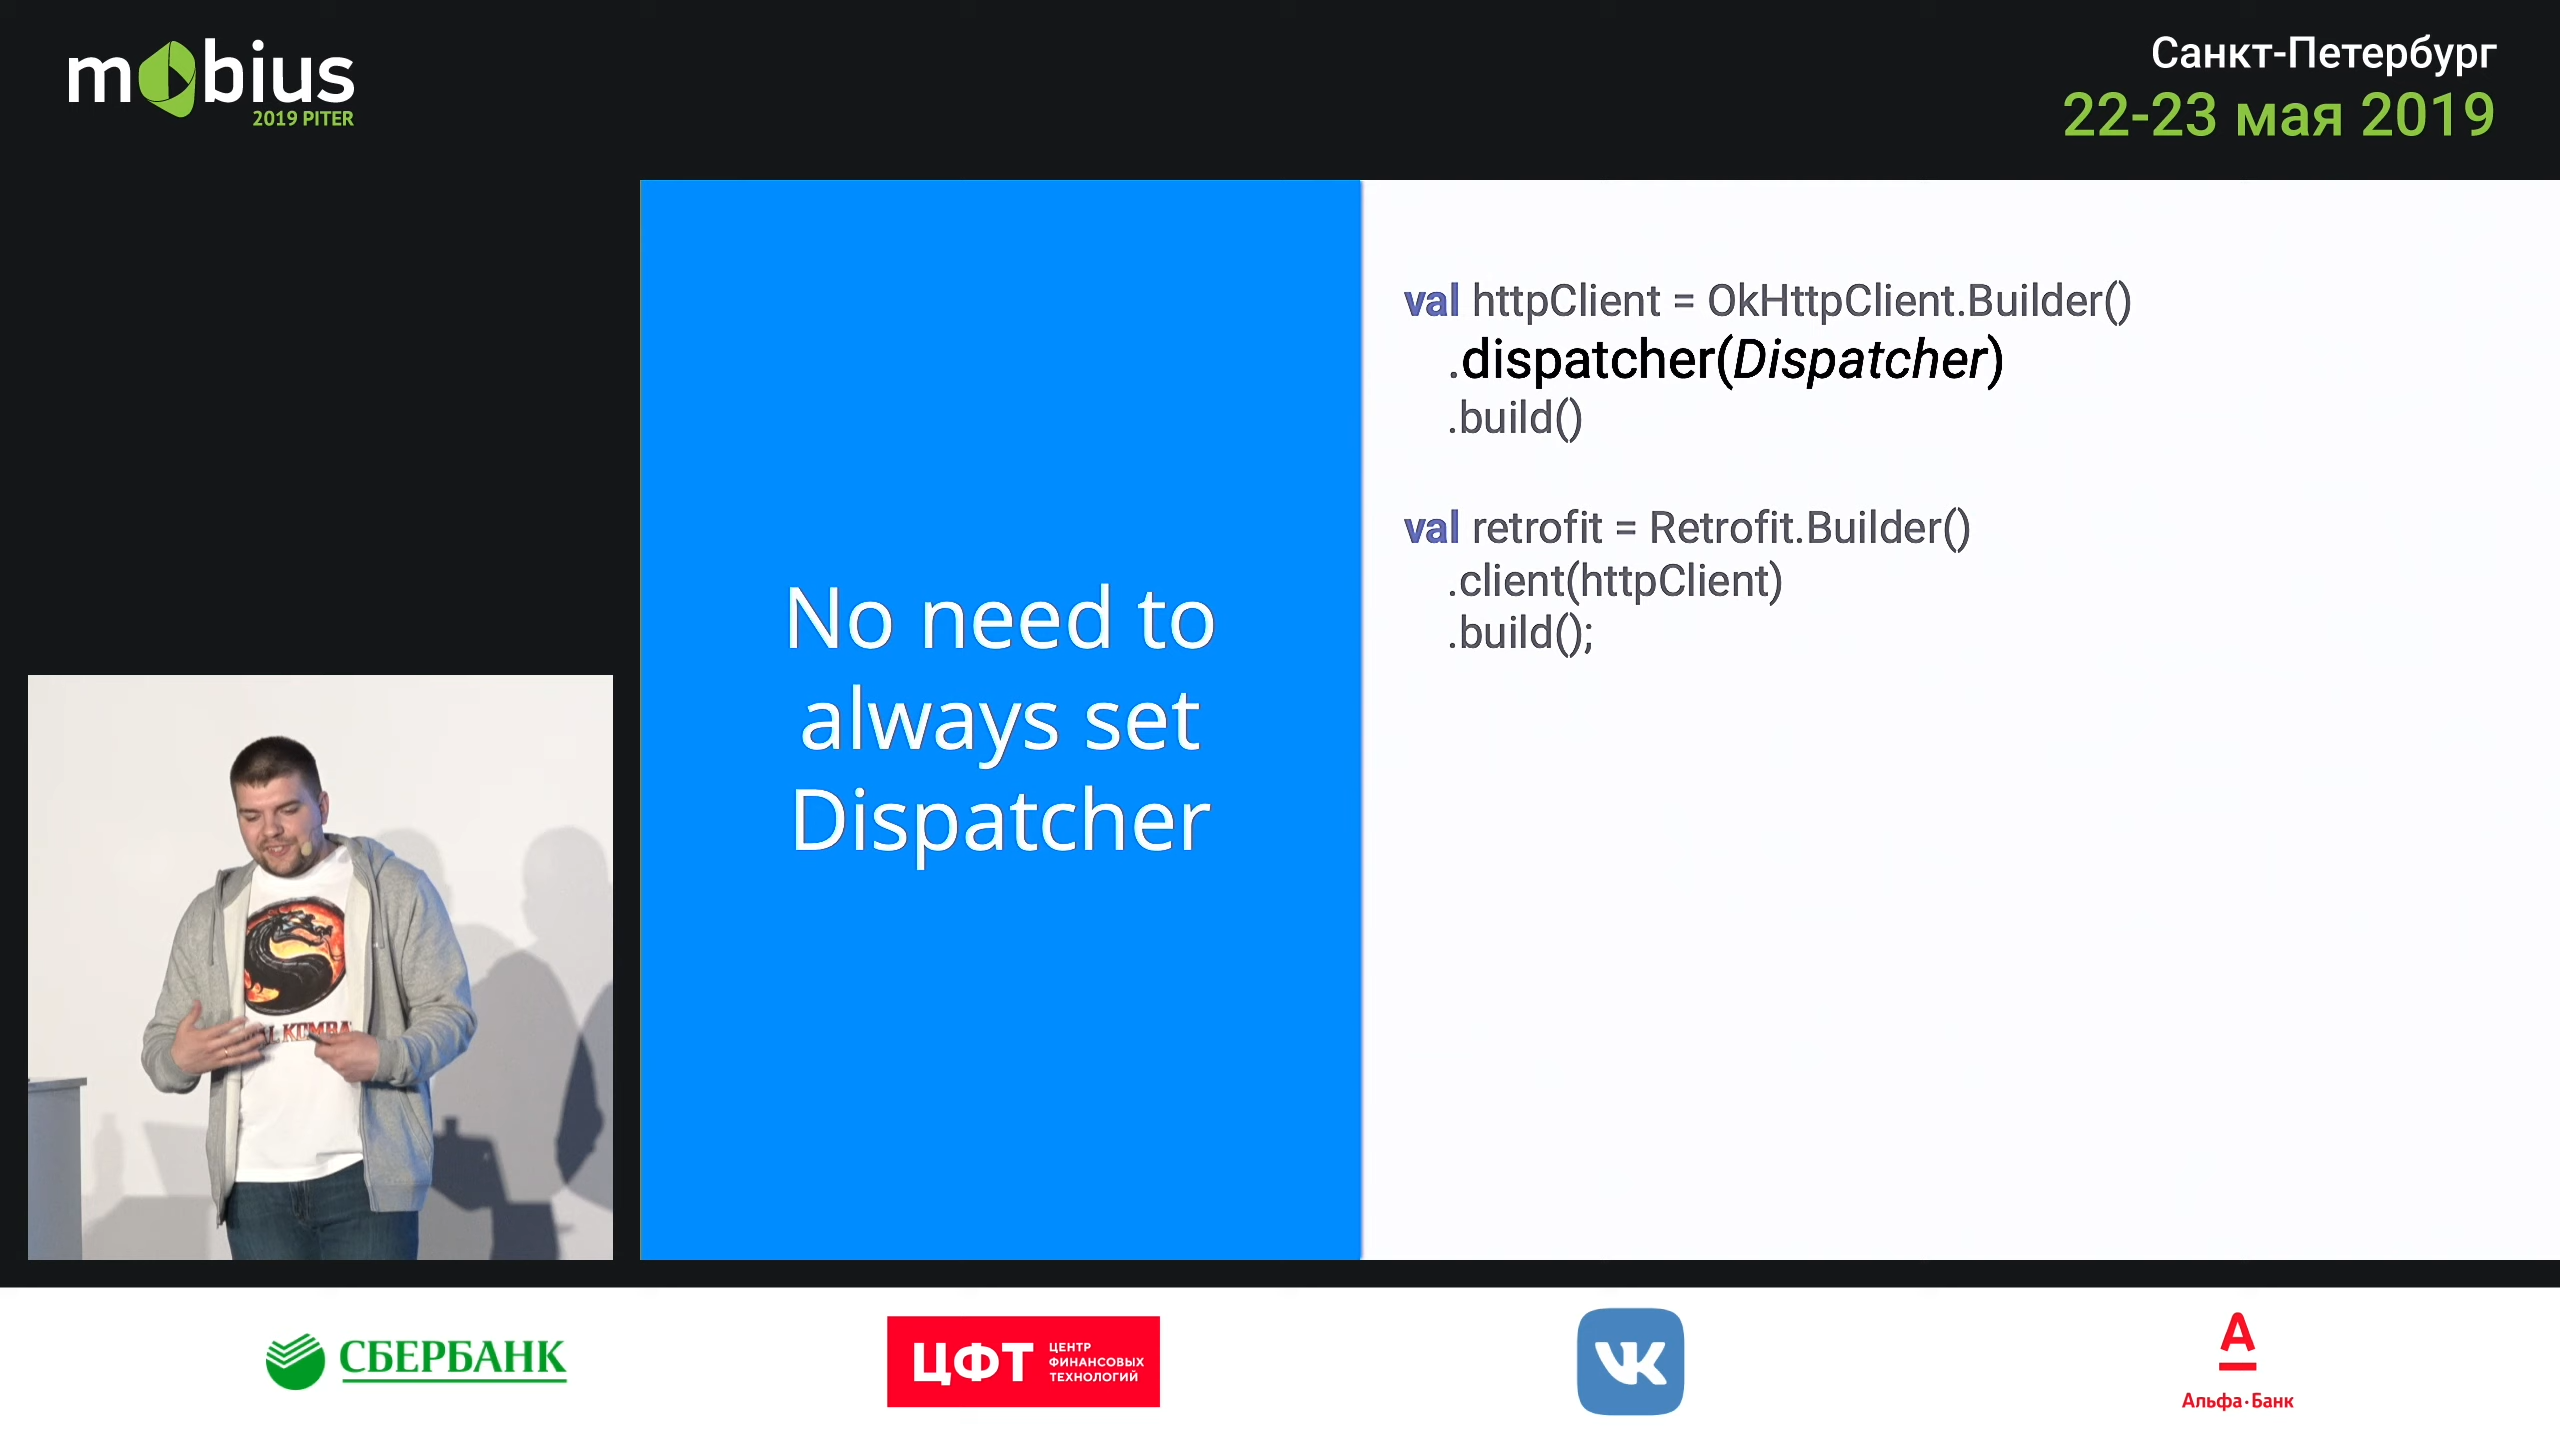 mobius
2019 PITER
Санкт-Петербург
22-23 мая 2019
No need to
always set
Dispatcher
val httpClient = OkHttpClient.Builder()
.dispatcher(Dispatcher)
.build()
val retrofit = Retrofit.Builder()
.client(httpClient)
.build();
СБЕРБАНК
ЦФТ
ЦЕНТР
ФИНАНСОВЫХ
ТЕХНОЛОГИЙ
VK
А
Альфа·Банк